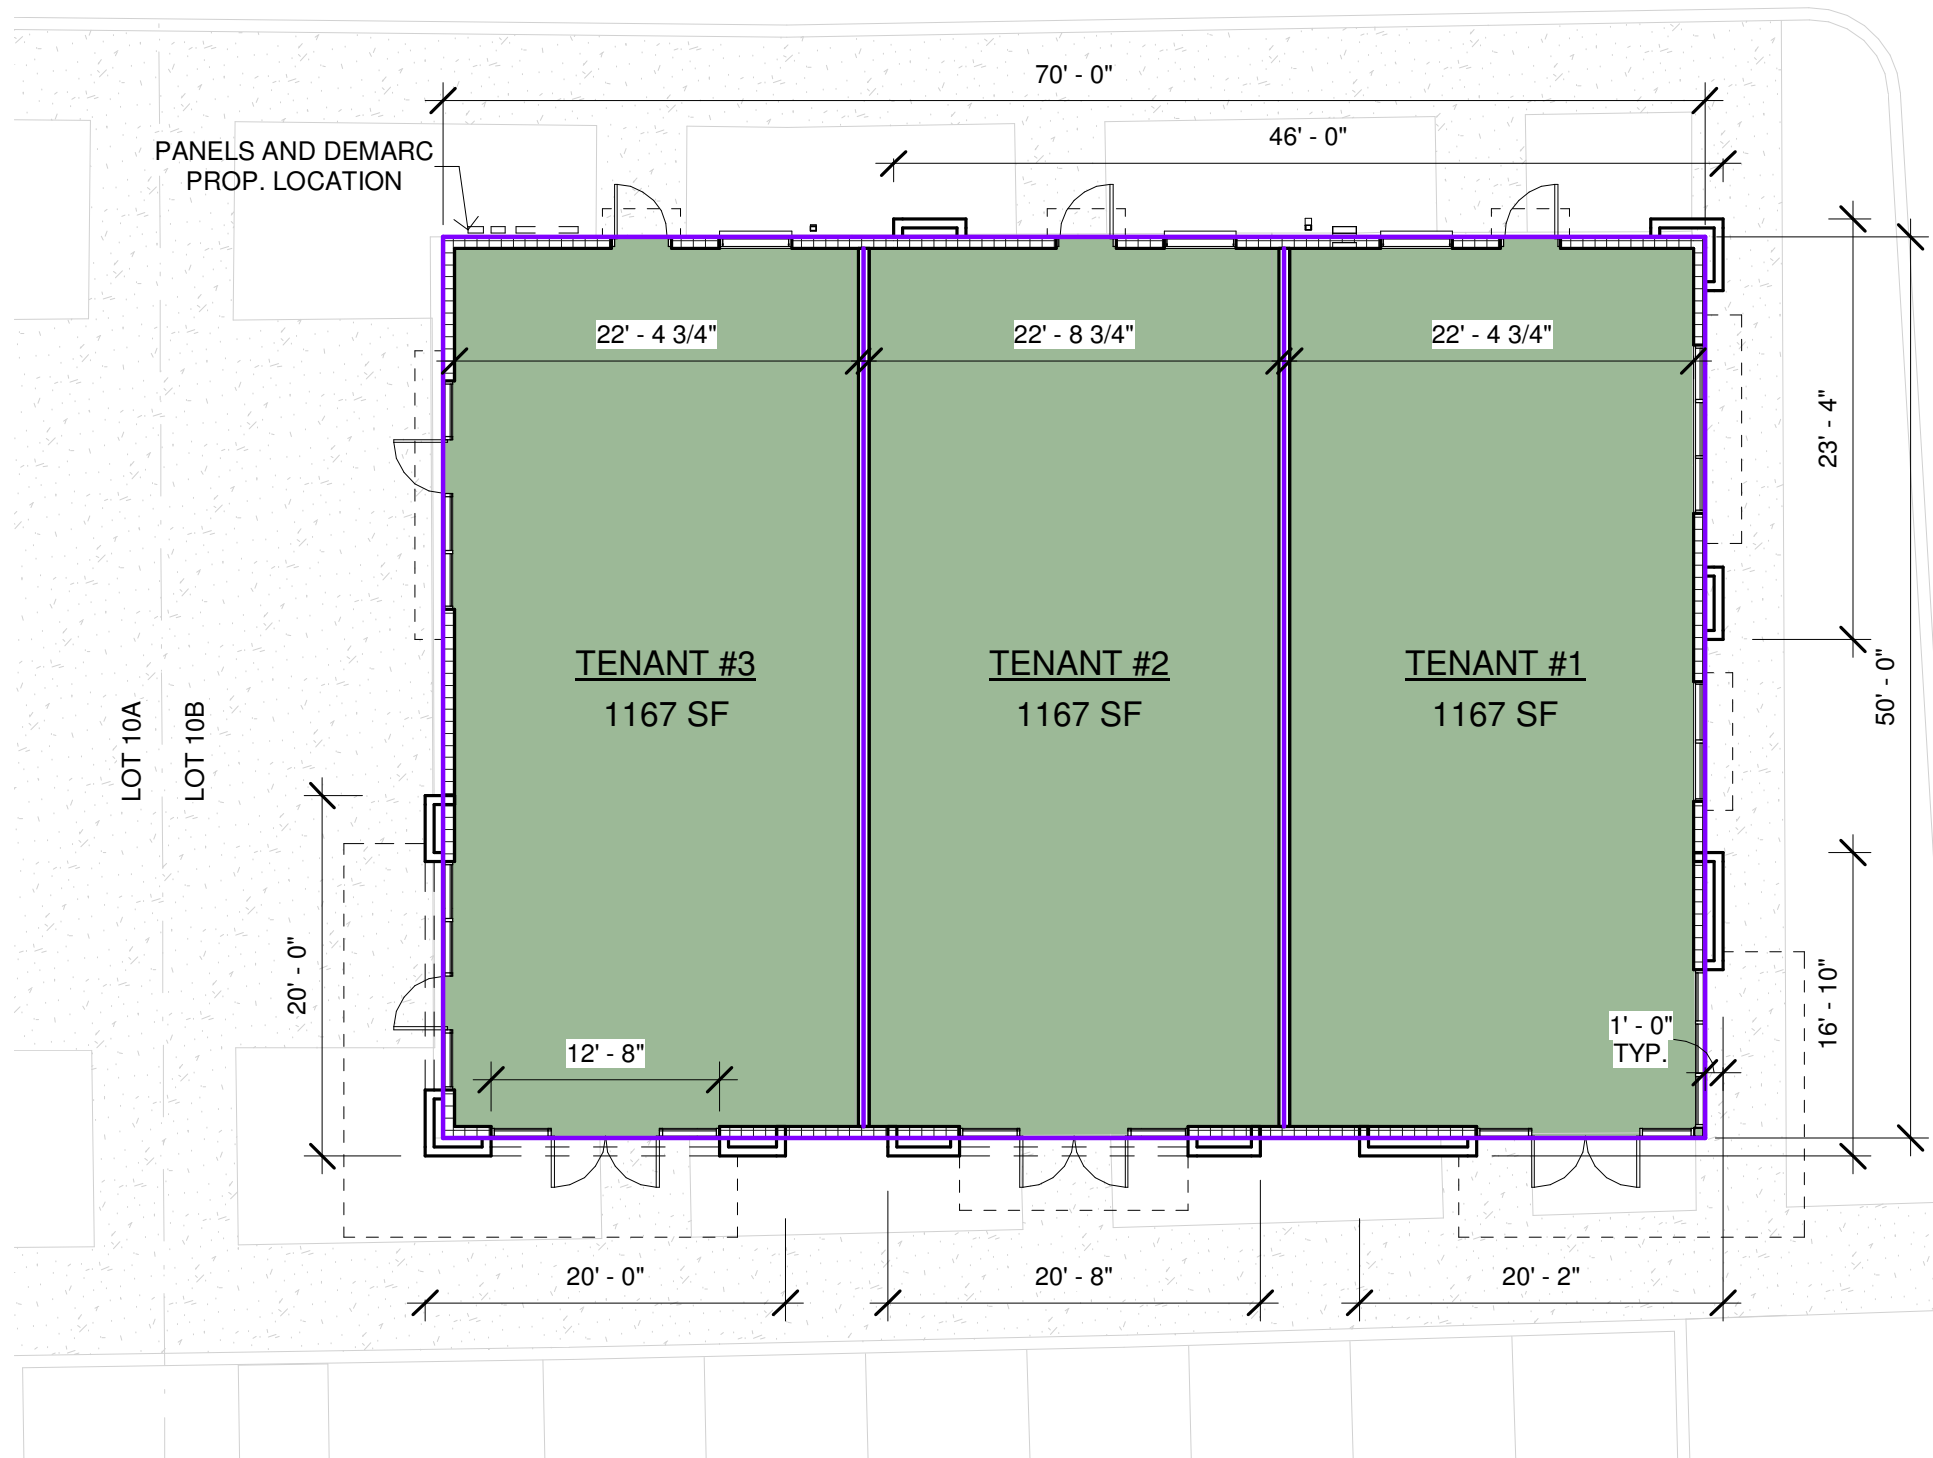 70' - 0"
46' - 0"
PANELS AND DEMARC
PROP. LOCATION
22' - 4 3/4"
22' - 8 3/4"
22' - 4 3/4"
23' - 4"
TENANT #3
1167 SF
TENANT #2
1167 SF
TENANT #1
1167 SF
50' - 0"
LOT 10A
LOT 10B
20' - 0"
16' - 10"
12' - 8"
1' - 0"
TYP.
20' - 0"
20' - 8"
20' - 2"